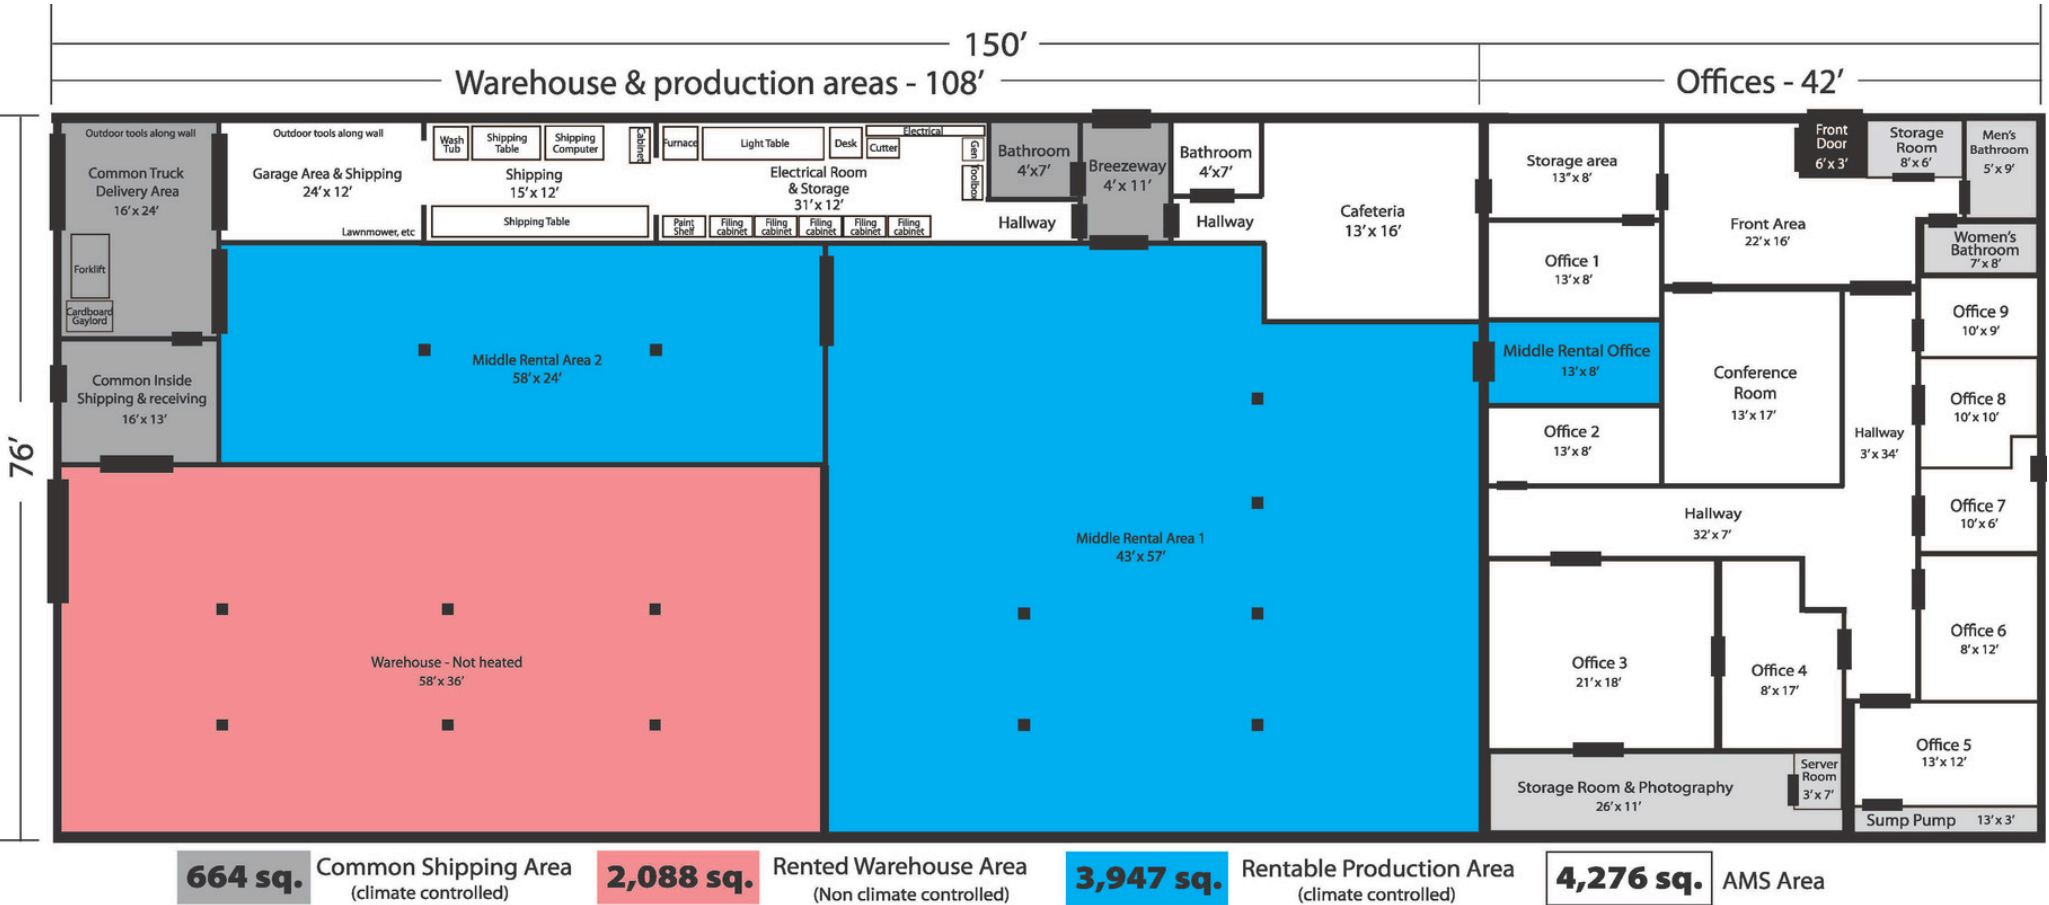 150’
Warehouse & production areas - 108’
Offices - 42’
76’
Outdoor tools along wall
Common Truck
Delivery Area
16’x 24’
Forklift
Cardboard
Gaylord
Common Inside
Shipping & receiving
16’x 13’
Outdoor tools along wall
Garage Area & Shipping
24’x 12’
Lawnmower, etc
Wash
Tub
Shipping
Table
Shipping
Computer
Cabinet
Shipping
15’x 12’
Shipping Table
Furnace
Light Table
Desk
Electrical
Cutter
Gen
Toolbox
Electrical Room
& Storage
31’x 12’
Paint
Shelf
Filing
cabinet
Filing
cabinet
Filing
cabinet
Filing
cabinet
Filing
cabinet
Bathroom
4’x7’
Hallway
Breezeway
4’x 11’
Bathroom
4’x7’
Hallway
Cafeteria
13’x 16’
Middle Rental Area 2
58’x 24’
Middle Rental Area 1
43’x 57’
Warehouse - Not heated
58’x 36’
Storage area
13”x 8’
Office 1
13’x 8’
Middle Rental Office
13’x 8’
Office 2
13’x 8’
Front
Door
6’x 3’
Storage
Room
8’x 6’
Men’s
Bathroom
5’x 9’
Front Area
22’x 16’
Women’s
Bathroom
7’x 8’
Conference
Room
13’x 17’
Hallway
3’x 34’
Office 9
10’x 9’
Office 8
10’x 10’
Office 7
10’x 6’
Hallway
32’x 7’
Office 6
8’x 12’
Office 3
21’x 18’
Office 4
8’x 17’
Office 5
13’x 12’
Storage Room & Photography
26’x 11’
Server
Room
3’x 7’
Sump Pump 13’x 3’
664 sq.
Common Shipping Area
(climate controlled)
2,088 sq.
Rented Warehouse Area
(Non climate controlled)
3,947 sq.
Rentable Production Area
(climate controlled)
4,276 sq.
AMS Area